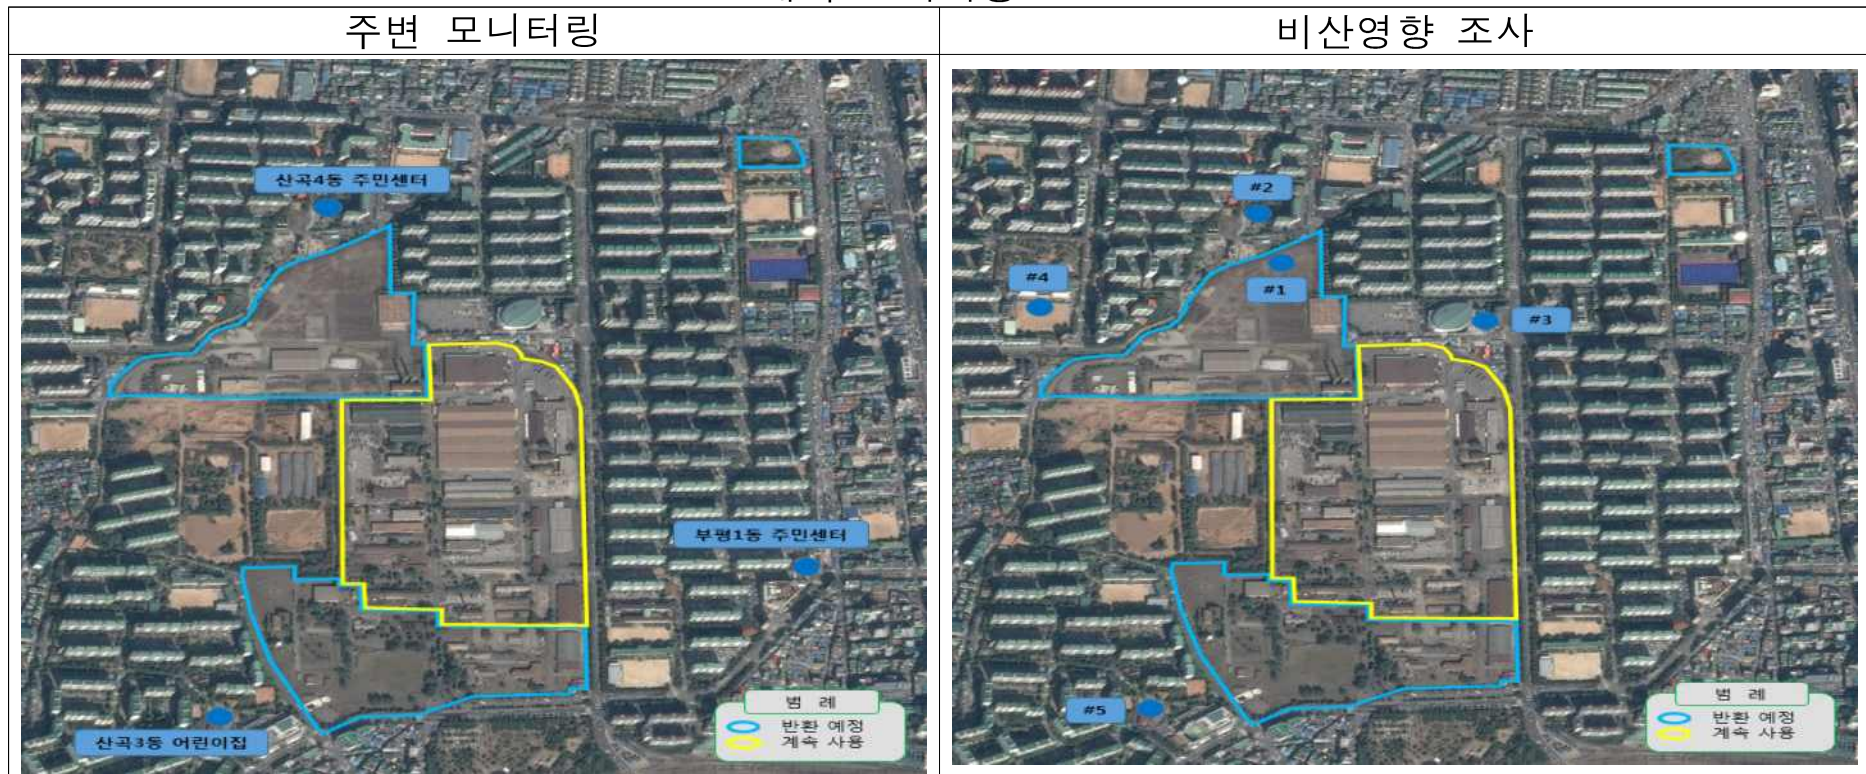 주변 모니터링
비산영향 조사
산곡4동 주민센터
부평1동 주민센터
산곡3동 어린이집
범 례
반환 예정
계속 사용
#2
#4
#1
#3
#5
범 례
반환 예정
계속 사용